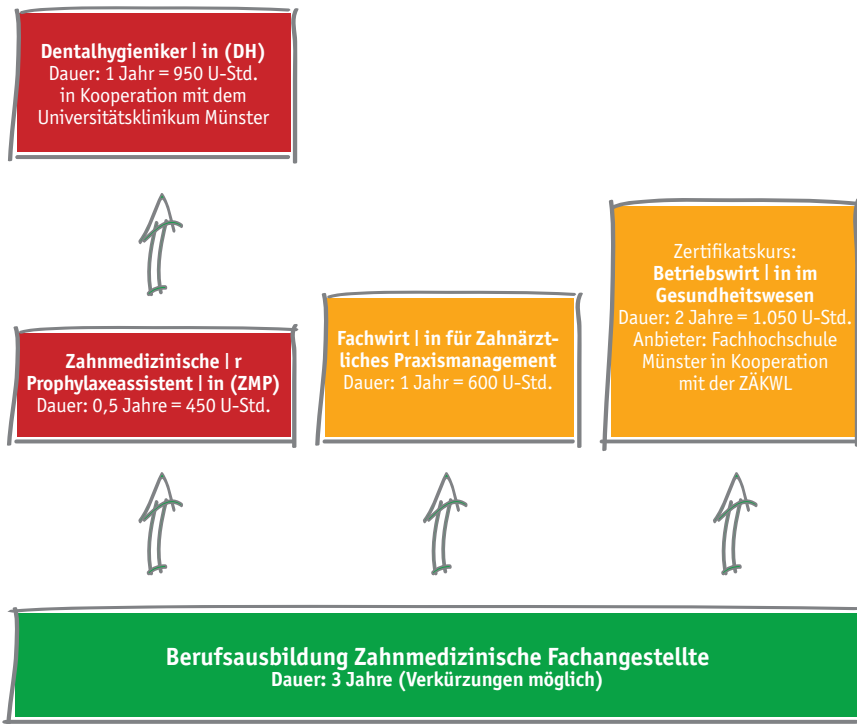 Dentalhygieniker | in (DH)
Dauer: 1 Jahr = 950 U-Std.
in Kooperation mit dem
Universitätsklinikum Münster
Zahnmedizinische | r
Prophylaxeassistent | in (ZMP)
Dauer: 0,5 Jahre = 450 U-Std.
Fachwirt | in für Zahnärzt-
liches Praxismanagement
Dauer: 1 Jahr = 600 U-Std.
Zertifikatskurs:
Betriebswirt | in im
Gesundheitswesen
Dauer: 2 Jahre = 1.050 U-Std.
Anbieter: Fachhochschule
Münster in Kooperation
mit der ZÄKWL
Berufsausbildung Zahnmedizinische Fachangestellte
Dauer: 3 Jahre (Verkürzungen möglich)